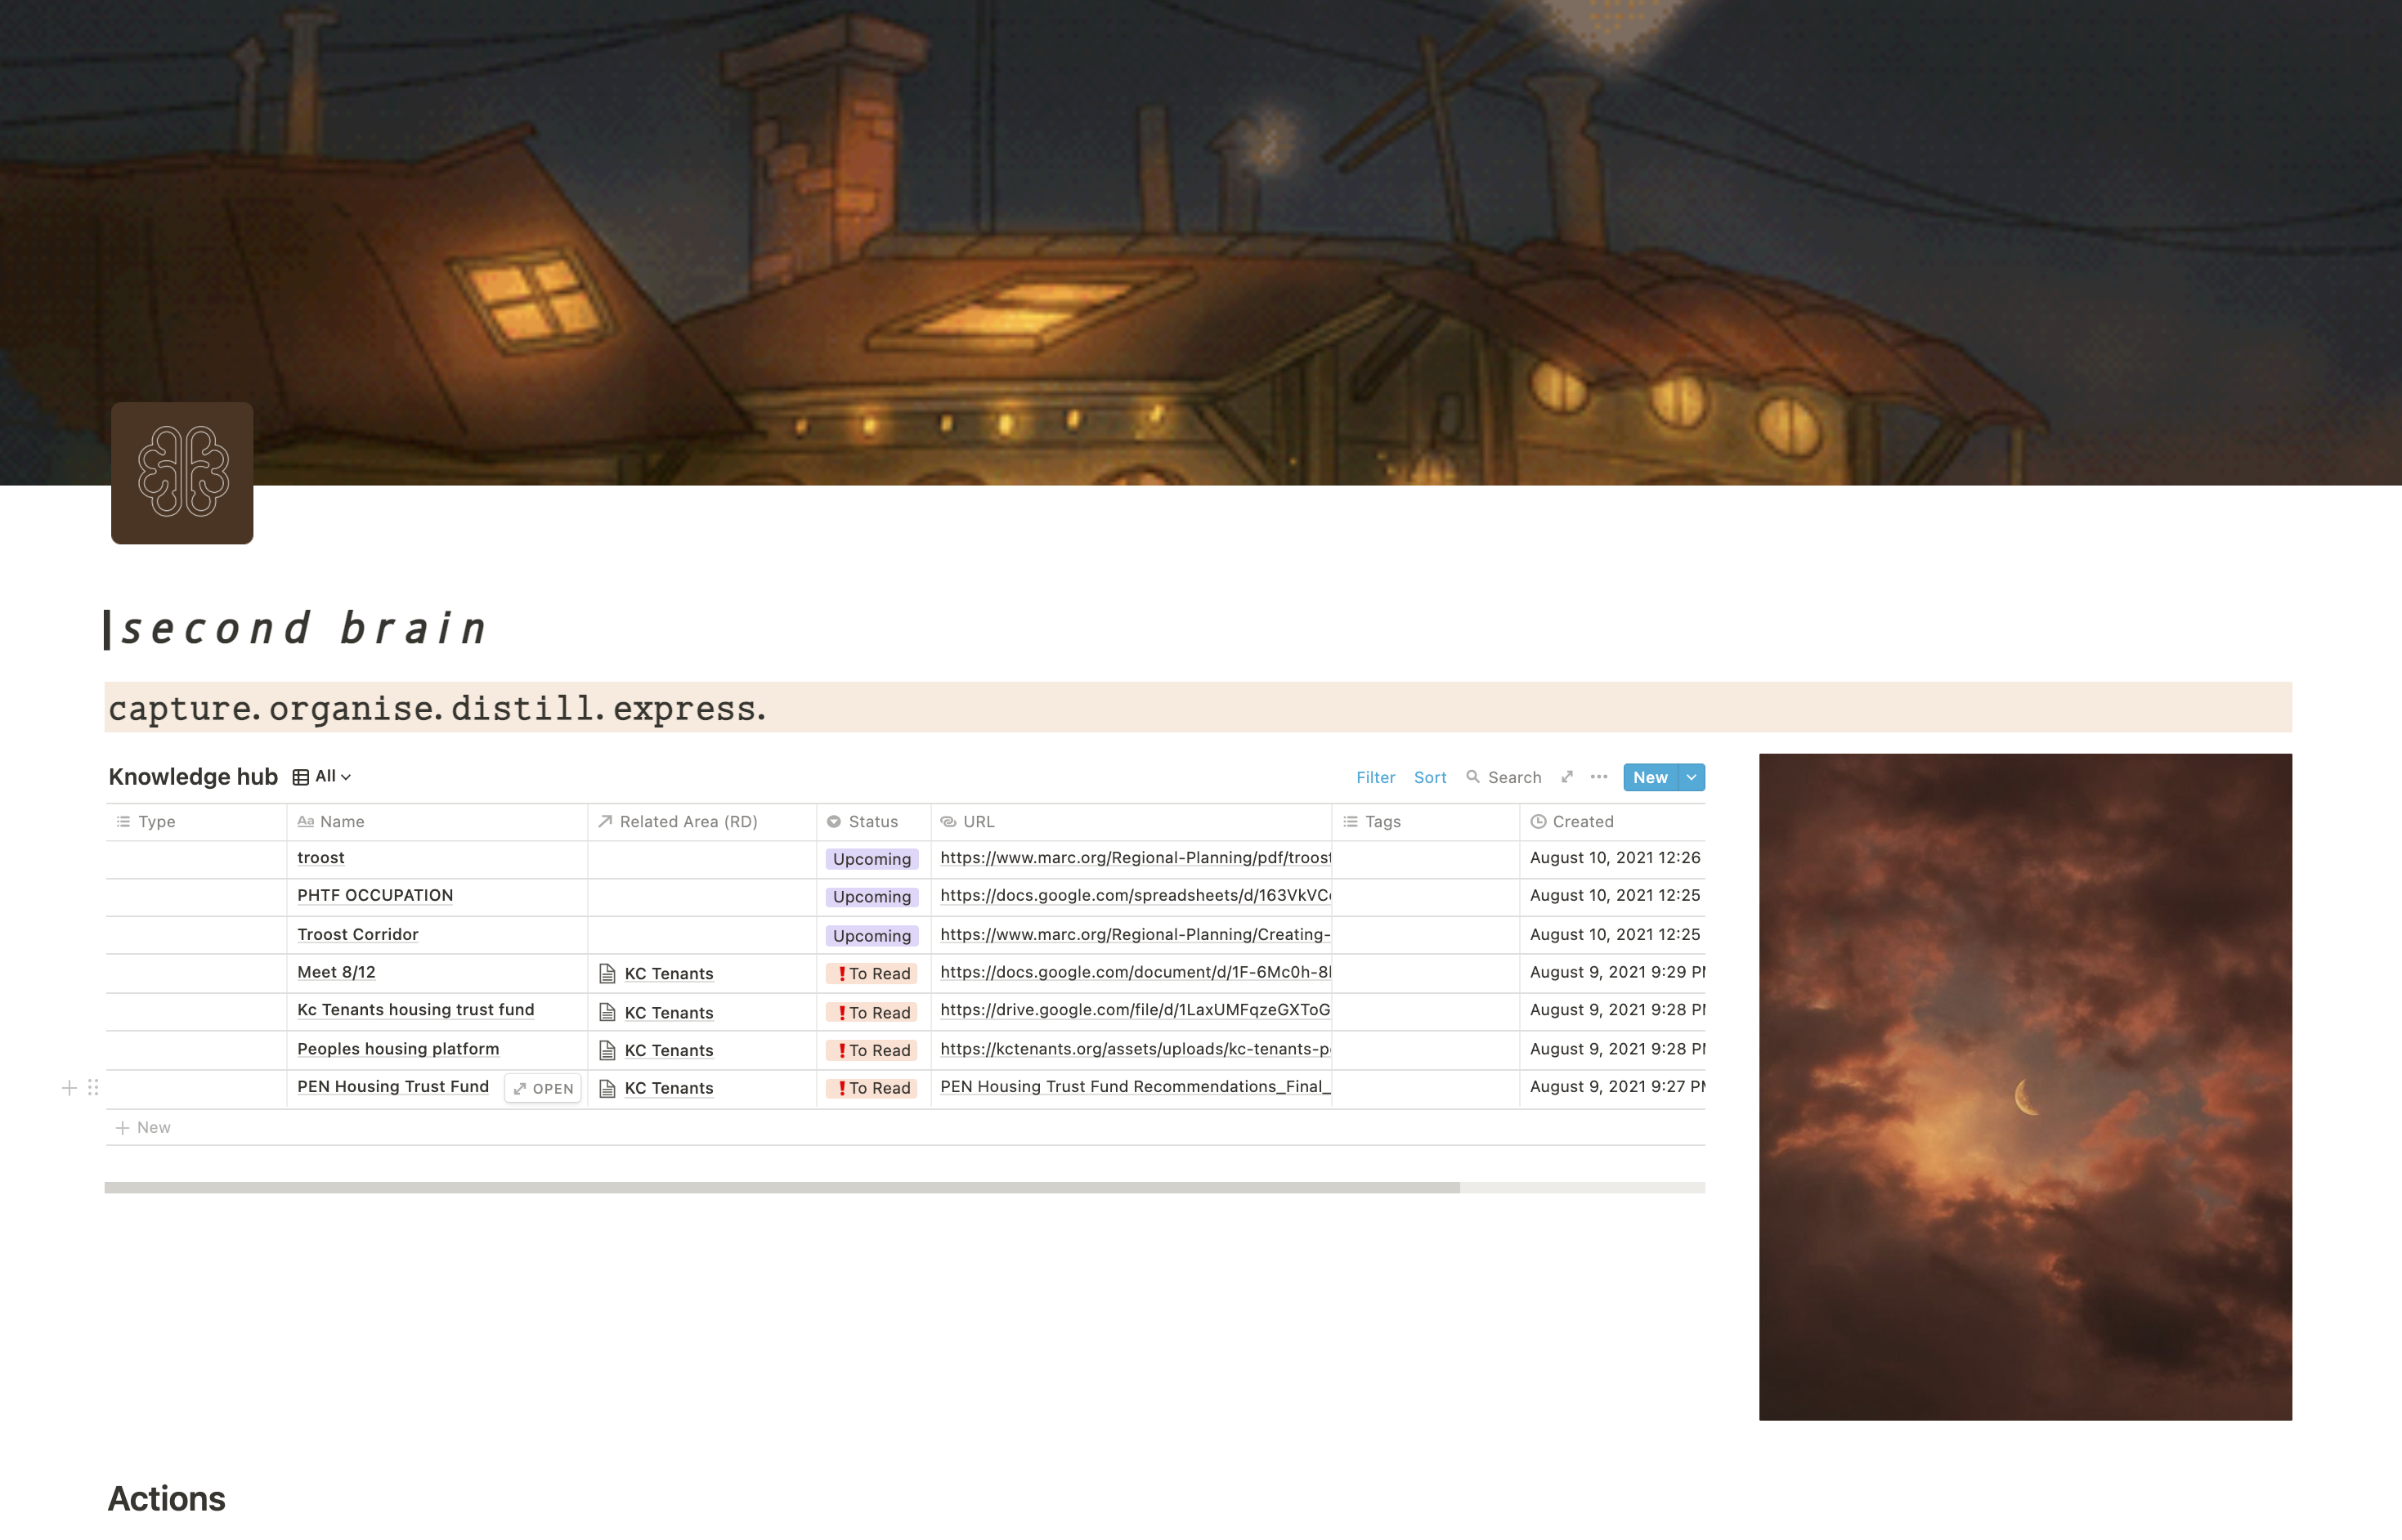 |second brain
capture.organise.distill.express.
Knowledge hub All Filter Sort Search New
Type Aa Name Related Area (RD) Status URL Tags Created
troost Upcoming https://www.marc.org/Regional-Planning/pdf/troost August 10, 2021 12:26
PHTF OCCUPATION Upcoming https://docs.google.com/spreadsheets/d/163VkVC August 10, 2021 12:25
Troost Corridor Upcoming https://www.marc.org/Regional-Planning/Creating- August 10, 2021 12:25
Meet 8/12 KC Tenants ❗To Read https://docs.google.com/document/d/1F-6Mc0h-8 August 9, 2021 9:29 PM
Kc Tenants housing trust fund KC Tenants ❗To Read https://drive.google.com/file/d/1LaxUMFqzeGXToG August 9, 2021 9:28 PM
Peoples housing platform KC Tenants ❗To Read https://kctenants.org/assets/uploads/kc-tenants-p August 9, 2021 9:28 PM
PEN Housing Trust Fund OPEN KC Tenants ❗To Read PEN Housing Trust Fund Recommendations_Final_ August 9, 2021 9:27 PM
+ New
Actions